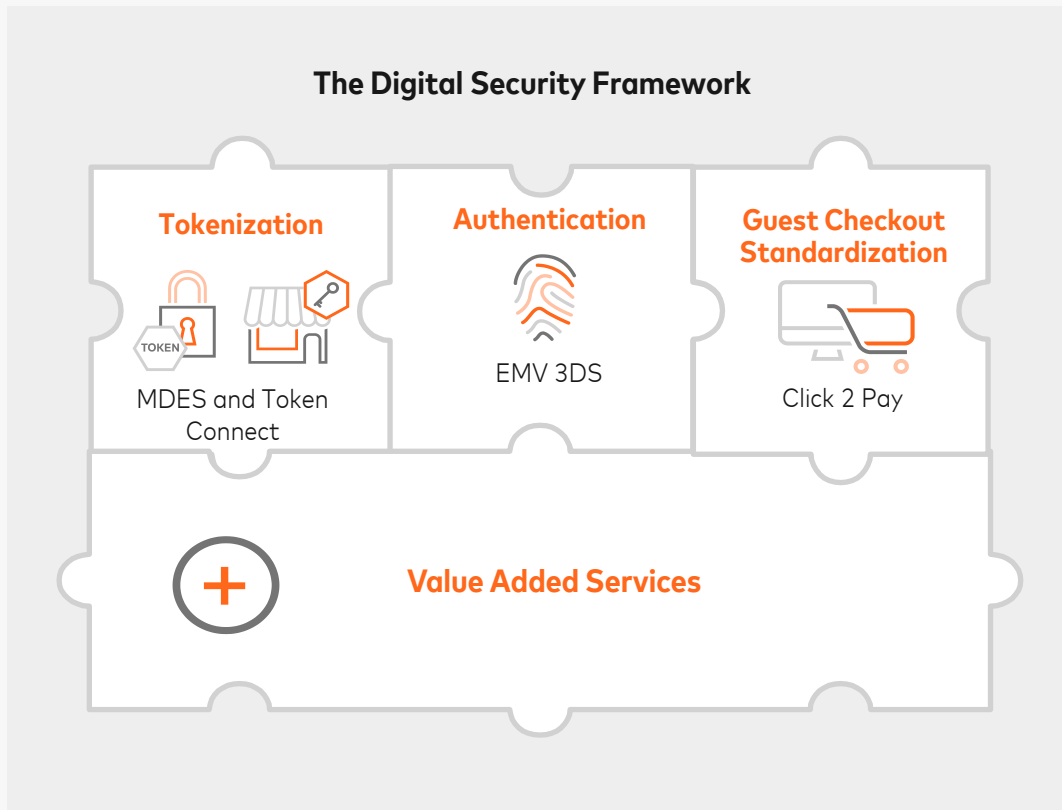 The Digital Security Framework
Tokenization
TOKEN
MDES and Token
Connect
Authentication
EMV 3DS
Guest Checkout
Standardization
Click 2 Pay
Value Added Services